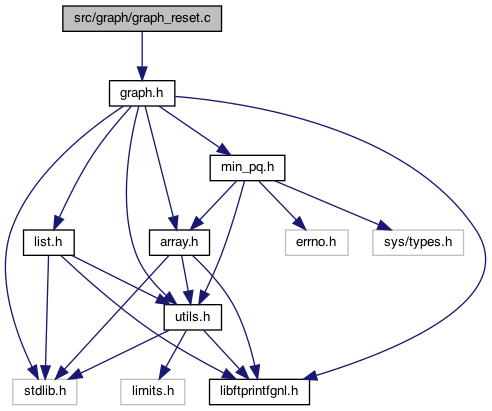 src/graph/graph_reset.c
graph.h
min_pq.h
list.h
array.h
errno.h
sys/types.h
utils.h
stdlib.h
limits.h
libftprintfgnl.h